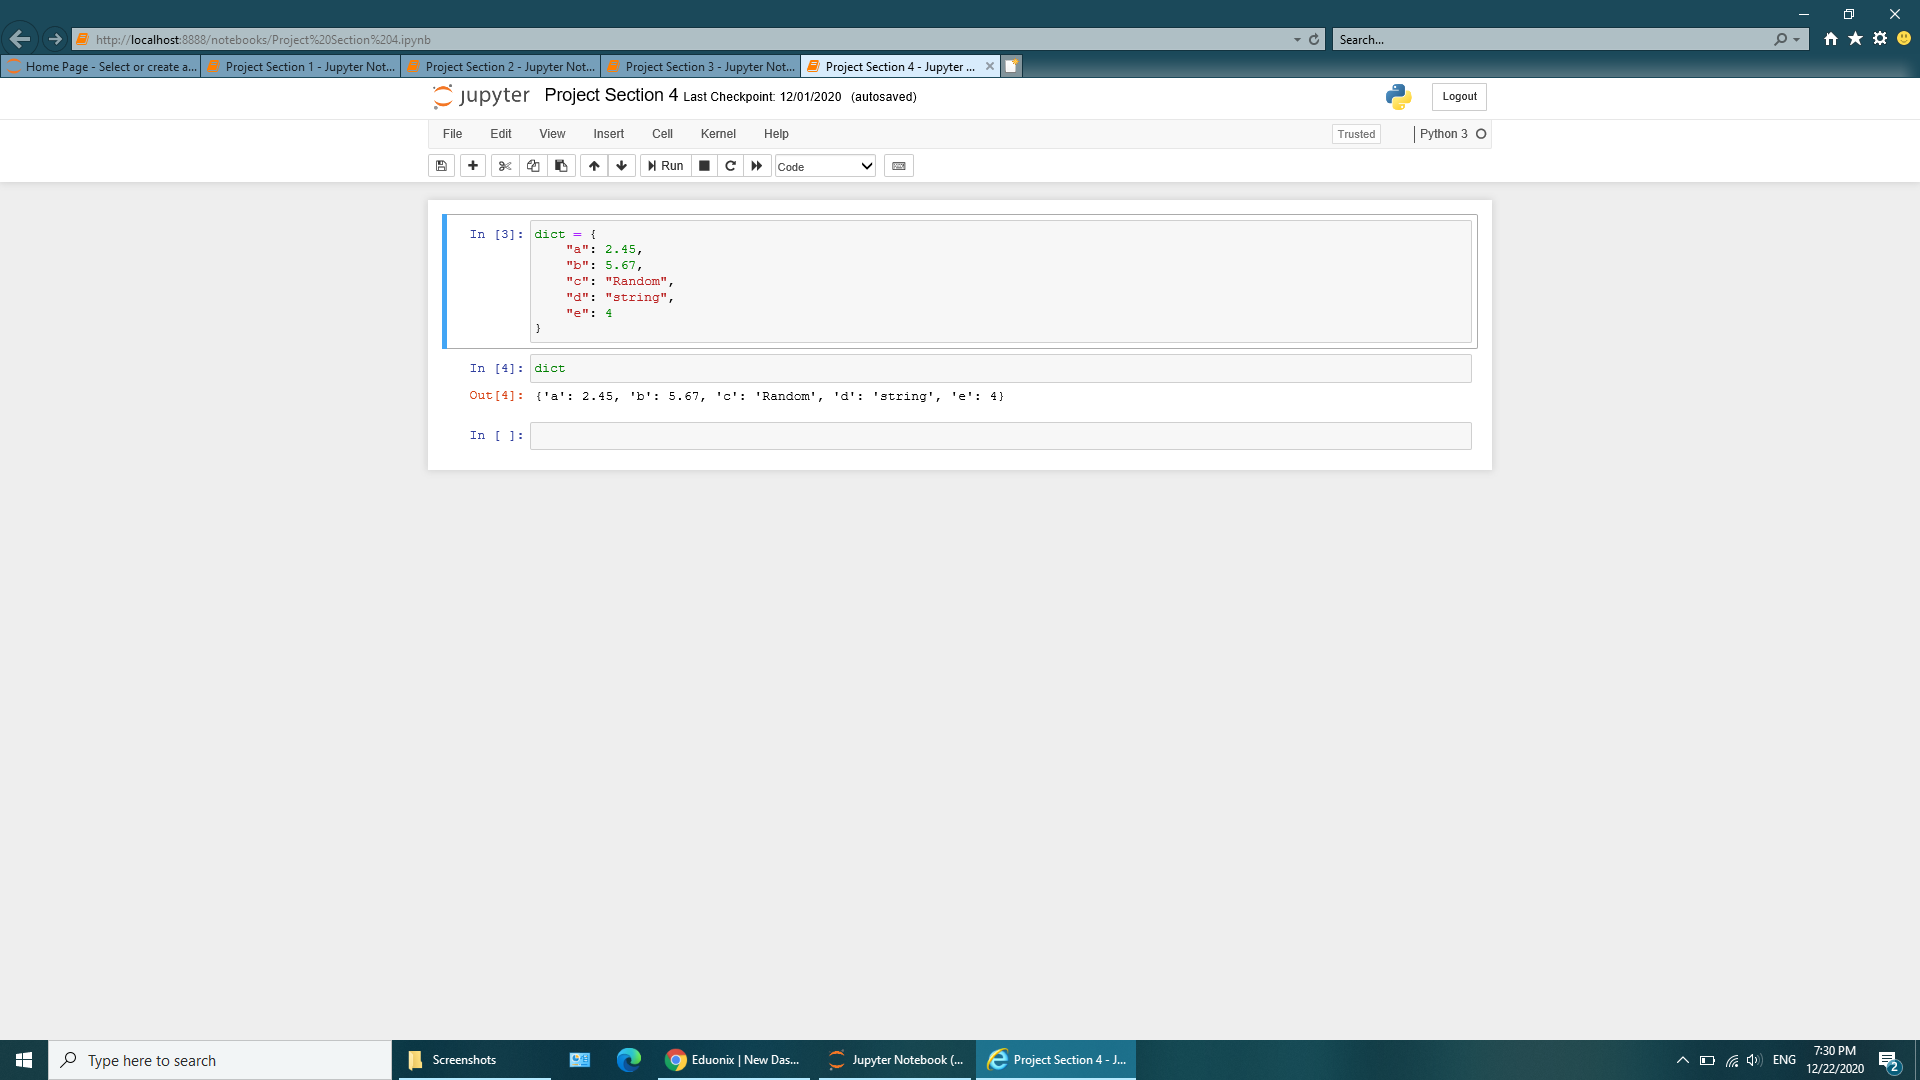 http://localhost:8888/notebooks/Project%20Section%204.ipynb
Search...
Home Page - Select or create a...
Project Section 1 - Jupyter Not...
Project Section 2 - Jupyter Not...
Project Section 3 - Jupyter Not...
Project Section 4 - Jupyter ...
jupyter Project Section 4 Last Checkpoint: 12/01/2020 (autosaved)
Logout
File Edit View Insert Cell Kernel Help
Trusted
Python 3
Run
Code
In [3]: dict = {
    "a": 2.45,
    "b": 5.67,
    "c": "Random",
    "d": "string",
    "e": 4
}
In [4]: dict
Out[4]: {'a': 2.45, 'b': 5.67, 'c': 'Random', 'd': 'string', 'e': 4}
In [ ]:
Type here to search
Screenshots
Eduonix | New Das...
Jupyter Notebook (...
Project Section 4 - J...
ENG
7:30 PM
12/22/2020
2